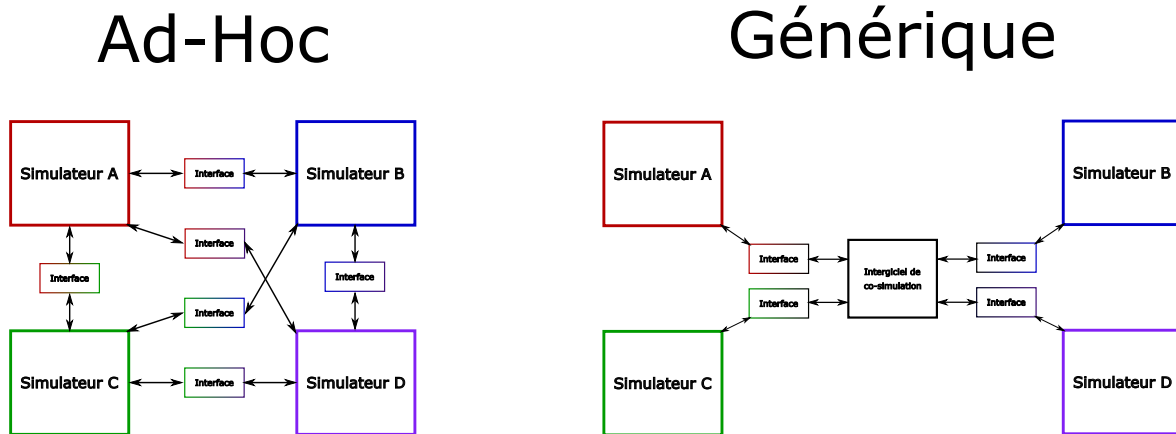 Ad-Hoc
Simulateur A
Interface
Simulateur B
Interface
Interface
Interface
Interface
Simulateur C
Interface
Simulateur D
Générique
Simulateur A
Simulateur B
Interface
Intergiciel de
co-simulation
Interface
Interface
Interface
Simulateur C
Simulateur D